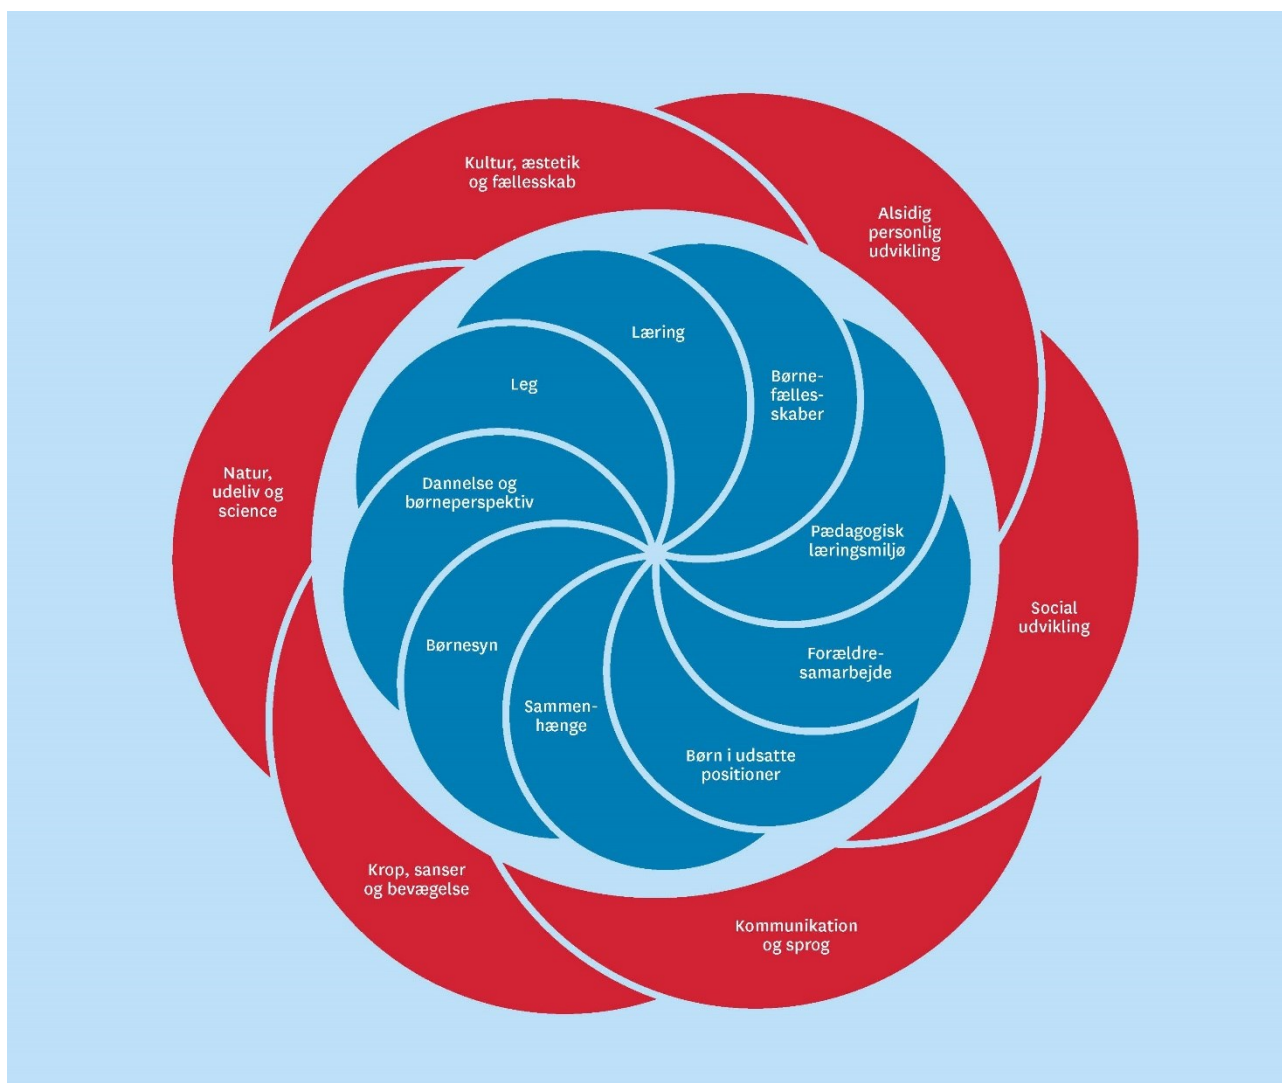 Kultur, æstetik
og fællesskab
Alsidig
personlig
udvikling
Social
udvikling
Kommunikation
og sprog
Krop, sanser
og bevægelse
Natur,
udeliv og
science
Læring
Børne-
fælles-
skaber
Pædagogisk
læringsmiljø
Forældre-
samarbejde
Børn i udsatte
positioner
Sammen-
hænge
Børnesyn
Dannelse og
børneperspektiv
Leg